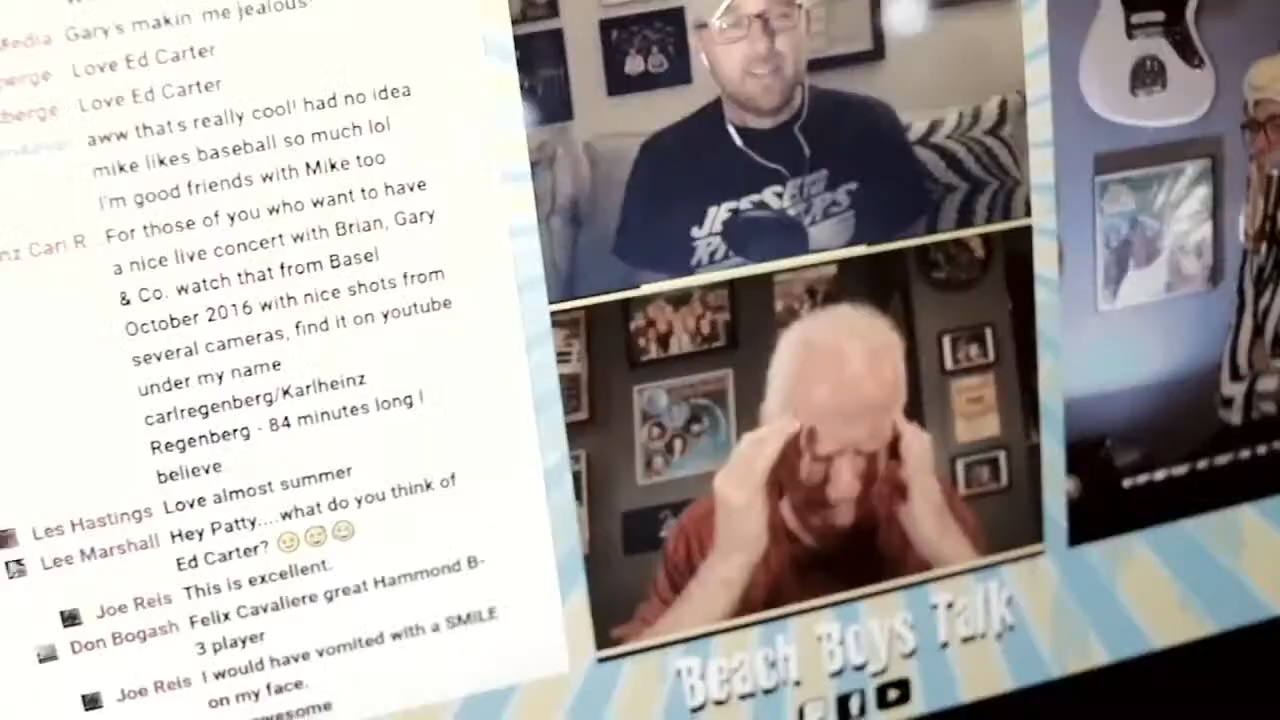 Gary's makin me jealous
Love Ed Carter
Love Ed Carter
aww that's really cool! had no idea
mike likes baseball so much lol
I'm good friends with Mike too
Carl R For those of you who want to have
a nice live concert with Brian, Gary
& Co. watch that from Basel
October 2016 with nice shots from
several cameras, find it on youtube
under my name
carlregenberg/Karlheinz
Regenberg - 84 minutes long I
believe
Les Hastings Love almost summer
Lee Marshall Hey Patty....what do you think of
Ed Carter?
Joe Reis This is excellent.
Don Bogash Felix Cavaliere great Hammond B-
3 player
Joe Reis I would have vomited with a SMILE
on my face.
Beach Boys Talk